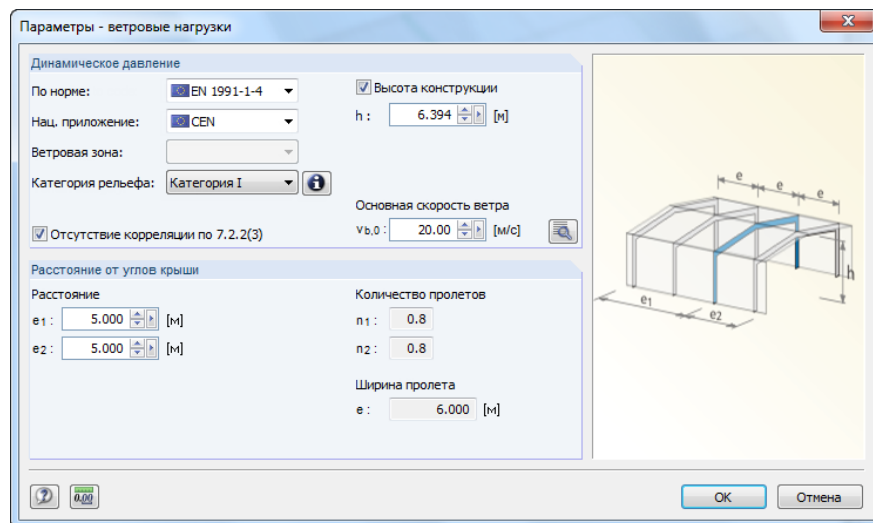 Параметры - ветровые нагрузки
Динамическое давление
По норме: EN 1991-1-4
Высота конструкции
Нац. приложение: CEN
h : 6.394 [м]
Ветровая зона:
Категория рельефа: Категория I
Основная скорость ветра
Отсутствие корреляции по 7.2.2(3)
vb,0 : 20.00 [м/с]
Расстояние от углов крыши
Расстояние
Количество пролетов
e1 : 5.000 [м]
n1 : 0.8
e2 : 5.000 [м]
n2 : 0.8
Ширина пролета
e : 6.000 [м]
e
e
e
h
e1
e2
0.00
OK
Отмена